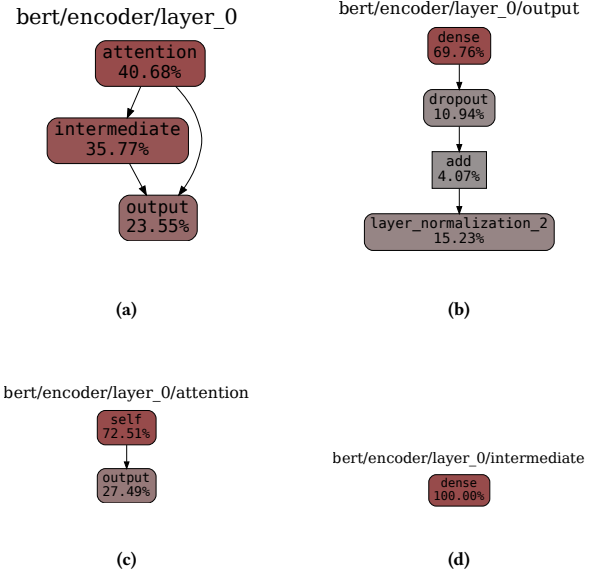 bert/encoder/layer_0
attention
40.68%
intermediate
35.77%
output
23.55%
(a)
bert/encoder/layer_0/output
dense
69.76%
dropout
10.94%
add
4.07%
layer_normalization_2
15.23%
(b)
bert/encoder/layer_0/attention
self
72.51%
output
27.49%
(c)
bert/encoder/layer_0/intermediate
dense
100.00%
(d)